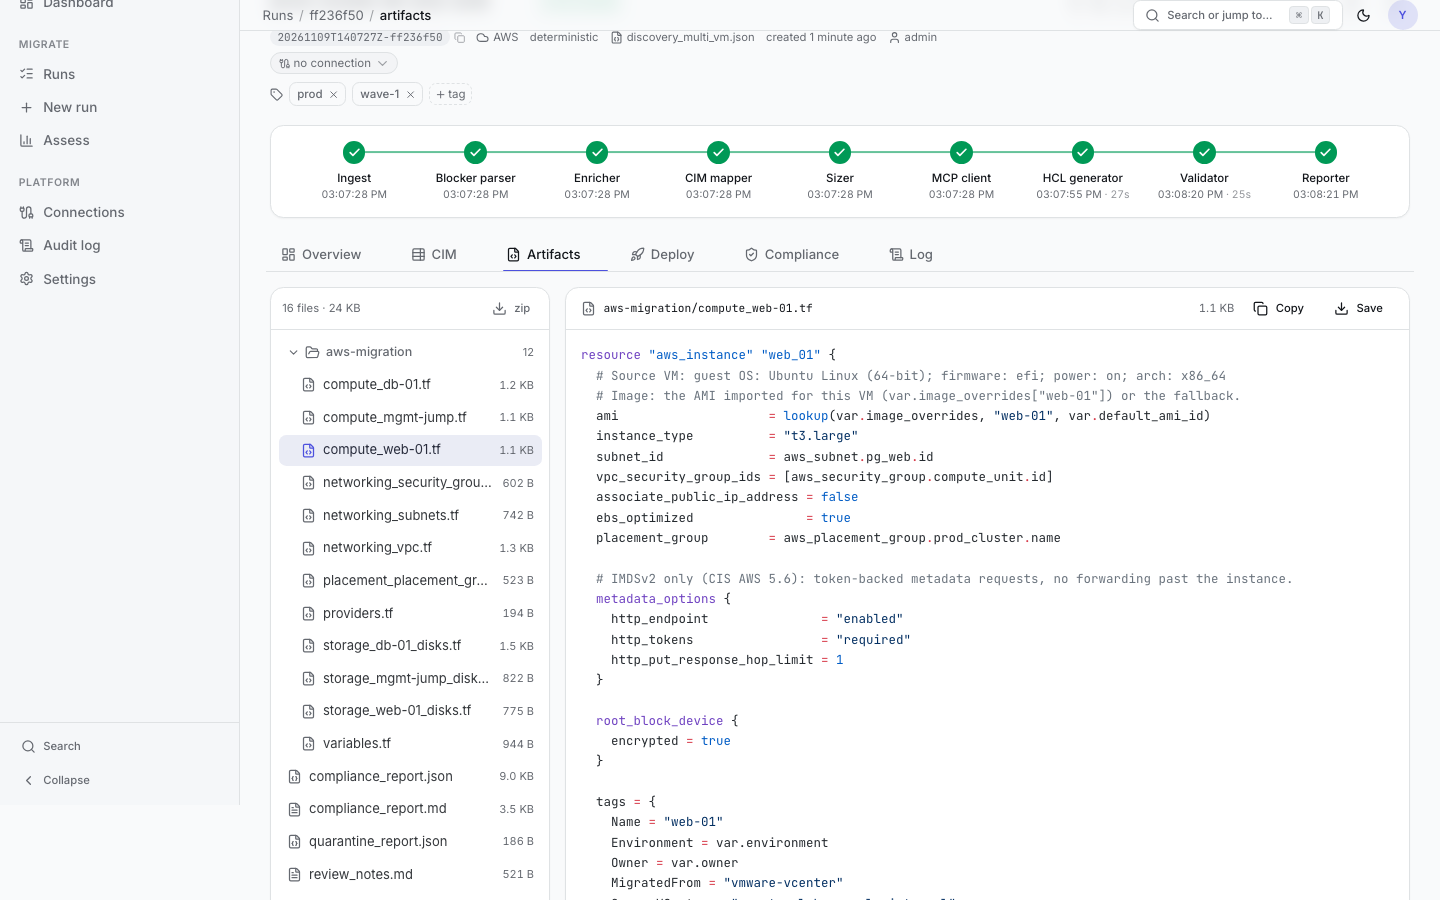 Dashboard
MIGRATE
Runs
New run
Assess
PLATFORM
Connections
Audit log
Settings
Search
Collapse
Runs / ff236f50 / artifacts
Search or jump to... ⌘ K
Y
20261109T140727Z-ff236f50 AWS deterministic discovery_multi_vm.json created 1 minute ago admin
no connection
prod × wave-1 × + tag
Ingest
03:07:28 PM
Blocker parser
03:07:28 PM
Enricher
03:07:28 PM
CIM mapper
03:07:28 PM
Sizer
03:07:28 PM
MCP client
03:07:28 PM
HCL generator
03:07:55 PM · 27s
Validator
03:08:20 PM · 25s
Reporter
03:08:21 PM
Overview CIM Artifacts Deploy Compliance Log
16 files · 24 KB zip
aws-migration 12
compute_db-01.tf 1.2 KB
compute_mgmt-jump.tf 1.1 KB
compute_web-01.tf 1.1 KB
networking_security_grou... 602 B
networking_subnets.tf 742 B
networking_vpc.tf 1.3 KB
placement_placement_gr... 523 B
providers.tf 194 B
storage_db-01_disks.tf 1.5 KB
storage_mgmt-jump_disk... 822 B
storage_web-01_disks.tf 775 B
variables.tf 944 B
compliance_report.json 9.0 KB
compliance_report.md 3.5 KB
quarantine_report.json 186 B
review_notes.md 521 B
aws-migration/compute_web-01.tf 1.1 KB Copy Save
resource "aws_instance" "web_01" {
  # Source VM: guest OS: Ubuntu Linux (64-bit); firmware: efi; power: on; arch: x86_64
  # Image: the AMI imported for this VM (var.image_overrides["web-01"]) or the fallback.
  ami                    = lookup(var.image_overrides, "web-01", var.default_ami_id)
  instance_type          = "t3.large"
  subnet_id              = aws_subnet.pg_web.id
  vpc_security_group_ids = [aws_security_group.compute_unit.id]
  associate_public_ip_address = false
  ebs_optimized               = true
  placement_group        = aws_placement_group.prod_cluster.name
  # IMDSv2 only (CIS AWS 5.6): token-backed metadata requests, no forwarding past the instance.
  metadata_options {
    http_endpoint               = "enabled"
    http_tokens                 = "required"
    http_put_response_hop_limit = 1
  }
  root_block_device {
    encrypted = true
  }
  tags = {
    Name = "web-01"
    Environment = var.environment
    Owner = var.owner
    MigratedFrom = "vmware-vcenter"